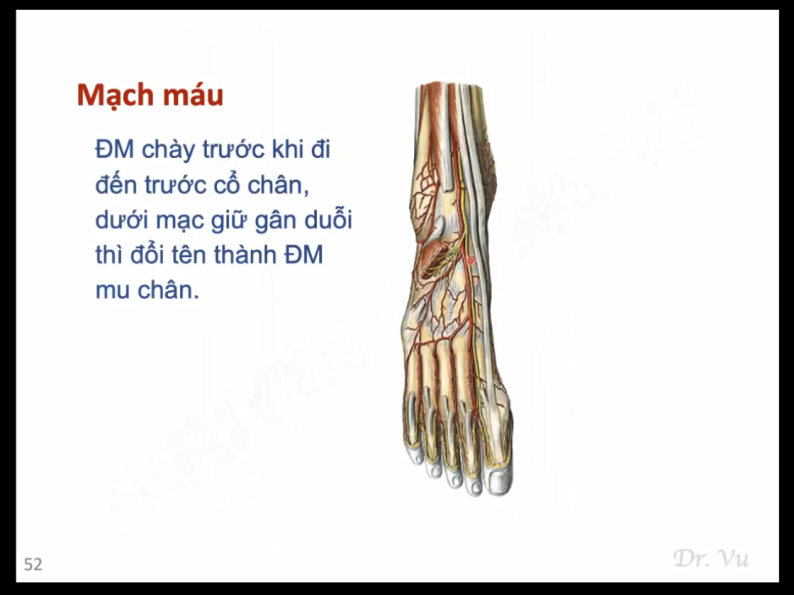 Mạch máu
ĐM chày trước khi đi
đến trước cổ chân,
dưới mạc giữ gân duỗi
thì đổi tên thành ĐM
mu chân.
52
Dr. Vu